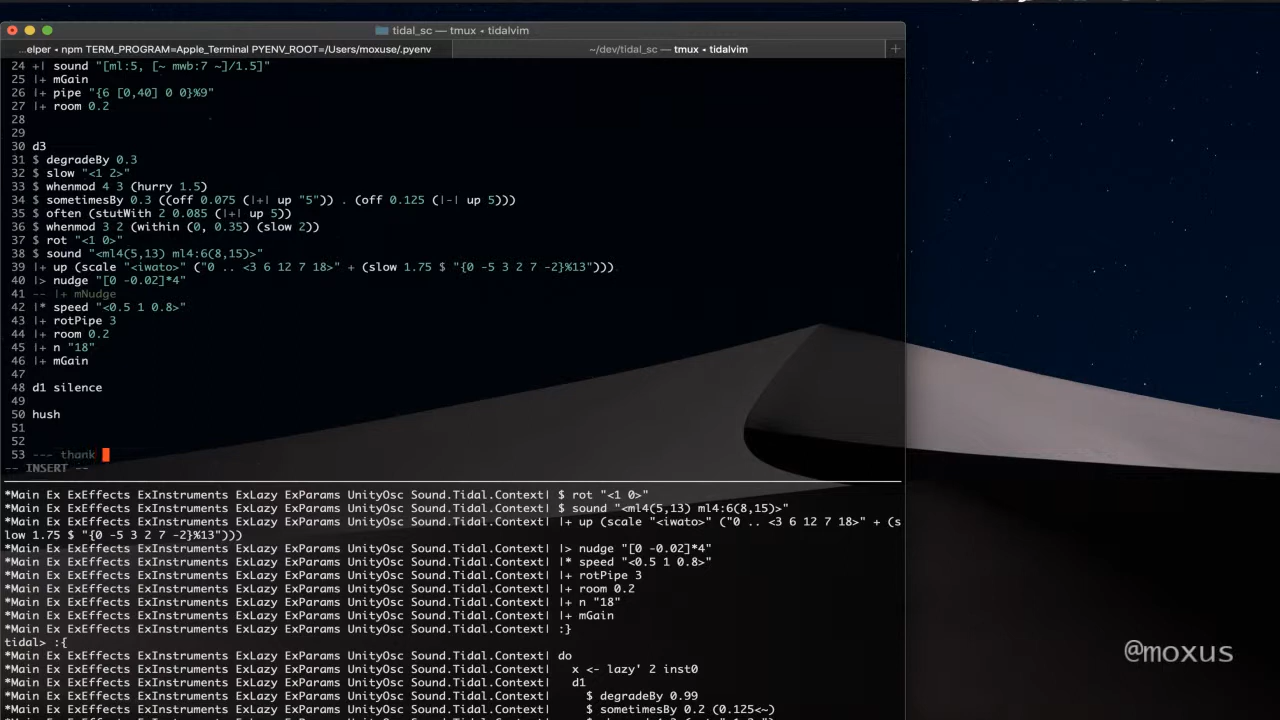 tidal_sc — tmux • tidalvim
...elper • npm TERM_PROGRAM=Apple_Terminal PYENV_ROOT=/Users/moxuse/.pyenv
~/dev/tidal_sc — tmux • tidalvim
+
24 +| sound "[ml:5, [~ mwb:7 ~]/1.5]"
25 |+ mGain
26 |+ pipe "{6 [0,40] 0 0}%9"
27 |+ room 0.2
28
29
30 d3
31 $ degradeBy 0.3
32 $ slow "<1 2>"
33 $ whenmod 4 3 (hurry 1.5)
34 $ sometimesBy 0.3 ((off 0.075 (|+| up "5")) . (off 0.125 (|-| up 5)))
35 $ often (stutWith 2 0.085 (|+| up 5))
36 $ whenmod 3 2 (within (0, 0.35) (slow 2))
37 $ rot "<1 0>"
38 $ sound "<ml4(5,13) ml4:6(8,15)>"
39 |+ up (scale "<iwato>" ("0 .. <3 6 12 7 18>" + (slow 1.75 $ "{0 -5 3 2 7 -2}%13")))
40 |> nudge "[0 -0.02]*4"
41 -- |+ mNudge
42 |* speed "<0.5 1 0.8>"
43 |+ rotPipe 3
44 |+ room 0.2
45 |+ n "18"
46 |+ mGain
47
48 d1 silence
49
50 hush
51
52
53 --- thank
-- INSERT --
*Main Ex ExEffects ExInstruments ExLazy ExParams UnityOsc Sound.Tidal.Context| $ rot "<1 0>"
*Main Ex ExEffects ExInstruments ExLazy ExParams UnityOsc Sound.Tidal.Context| $ sound "<ml4(5,13) ml4:6(8,15)>"
*Main Ex ExEffects ExInstruments ExLazy ExParams UnityOsc Sound.Tidal.Context| |+ up (scale "<iwato>" ("0 .. <3 6 12 7 18>" + (s
low 1.75 $ "{0 -5 3 2 7 -2}%13")))
*Main Ex ExEffects ExInstruments ExLazy ExParams UnityOsc Sound.Tidal.Context| |> nudge "[0 -0.02]*4"
*Main Ex ExEffects ExInstruments ExLazy ExParams UnityOsc Sound.Tidal.Context| |* speed "<0.5 1 0.8>"
*Main Ex ExEffects ExInstruments ExLazy ExParams UnityOsc Sound.Tidal.Context| |+ rotPipe 3
*Main Ex ExEffects ExInstruments ExLazy ExParams UnityOsc Sound.Tidal.Context| |+ room 0.2
*Main Ex ExEffects ExInstruments ExLazy ExParams UnityOsc Sound.Tidal.Context| |+ n "18"
*Main Ex ExEffects ExInstruments ExLazy ExParams UnityOsc Sound.Tidal.Context| |+ mGain
*Main Ex ExEffects ExInstruments ExLazy ExParams UnityOsc Sound.Tidal.Context| :}
tidal> :{
*Main Ex ExEffects ExInstruments ExLazy ExParams UnityOsc Sound.Tidal.Context| do
*Main Ex ExEffects ExInstruments ExLazy ExParams UnityOsc Sound.Tidal.Context| x <- lazy' 2 inst0
*Main Ex ExEffects ExInstruments ExLazy ExParams UnityOsc Sound.Tidal.Context| d1
*Main Ex ExEffects ExInstruments ExLazy ExParams UnityOsc Sound.Tidal.Context| $ degradeBy 0.99
*Main Ex ExEffects ExInstruments ExLazy ExParams UnityOsc Sound.Tidal.Context| $ sometimesBy 0.2 (0.125<~)
@moxus